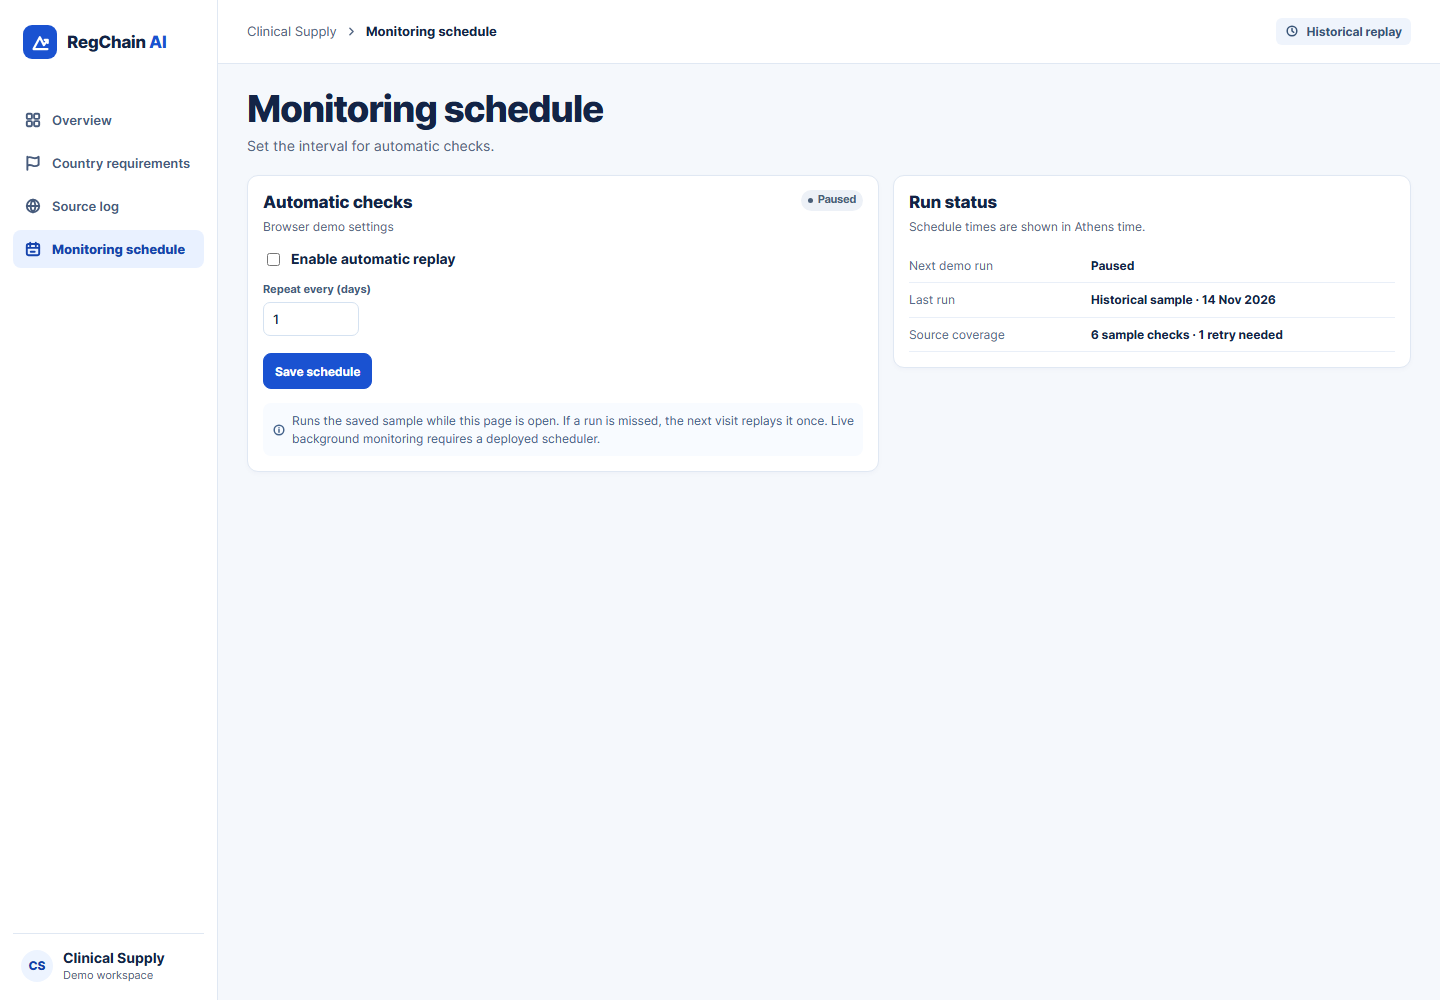 RegChain AI
Overview
Country requirements
Source log
Monitoring schedule
CS
Clinical Supply
Demo workspace
Clinical Supply > Monitoring schedule
Historical replay
Monitoring schedule
Set the interval for automatic checks.
Automatic checks
Paused
Browser demo settings
Enable automatic replay
Repeat every (days)
1
Save schedule
Runs the saved sample while this page is open. If a run is missed, the next visit replays it once. Live
background monitoring requires a deployed scheduler.
Run status
Schedule times are shown in Athens time.
Next demo run Paused
Last run Historical sample · 14 Nov 2026
Source coverage 6 sample checks · 1 retry needed